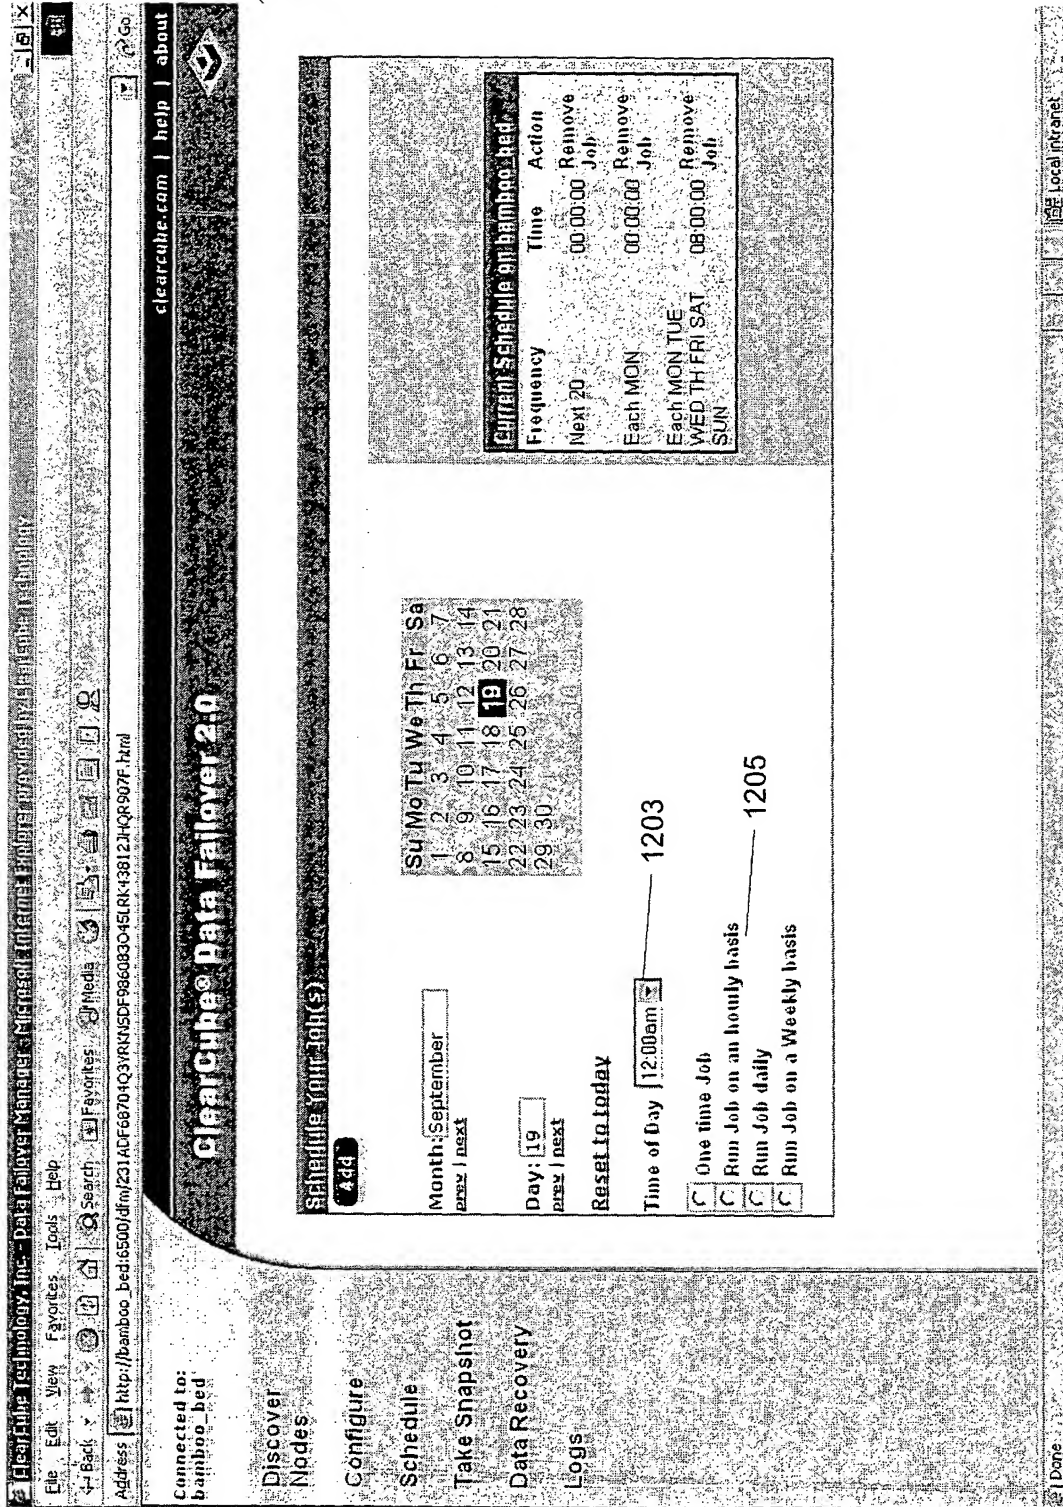 ClearCube Technology, Inc. - Data Failover Manager - Microsoft Internet Explorer provided by ClearCube Technology
File Edit View Favorites Tools Help
Back Search Favorites Media
Address http://bamboo_bed:6500/dfm/
Go
clearcube.com | help | about
Connected to:
bamboo_bed
ClearCube® Data Failover 2.0
Discover
Nodes
Configure
Schedule
Take Snapshot
Data Recovery
Logs
Schedule Your Job(s)
Add
Month: September
prev | next
Day: 19
prev | next
Reset to today
Time of Day 12:00am
1203
One time Job
Run Job on an hourly basis
Run Job daily
Run Job on a Weekly basis
1205
Su Mo Tu We Th Fr Sa
1 2 3 4 5 6 7
8 9 10 11 12 13 14
15 16 17 18 19 20 21
22 23 24 25 26 27 28
29 30
Current Schedule on bamboo_bed
Frequency Time Action
Next 20 00:00:00 Remove
Job
Each MON 00:00:00 Remove
Job
Each MON TUE
WED TH FRI SAT 08:00:00 Remove
SUN Job
Done
Local intranet